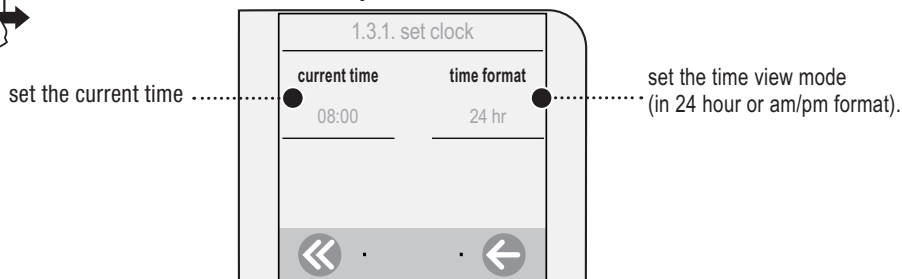 1.3.1. set clock
current time time format
set the current time
set the time view mode
(in 24 hour or am/pm format).
08:00 24 hr